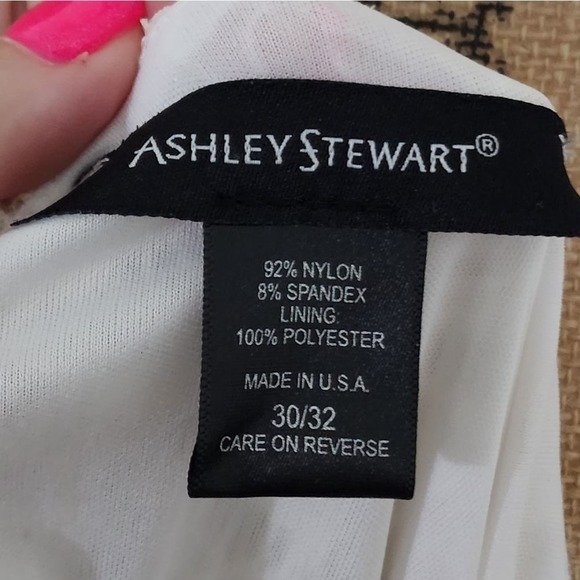 ASHLEY STEWART®
92% NYLON
8% SPANDEX
LINING:
100% POLYESTER
MADE IN U.S.A.
30/32
CARE ON REVERSE